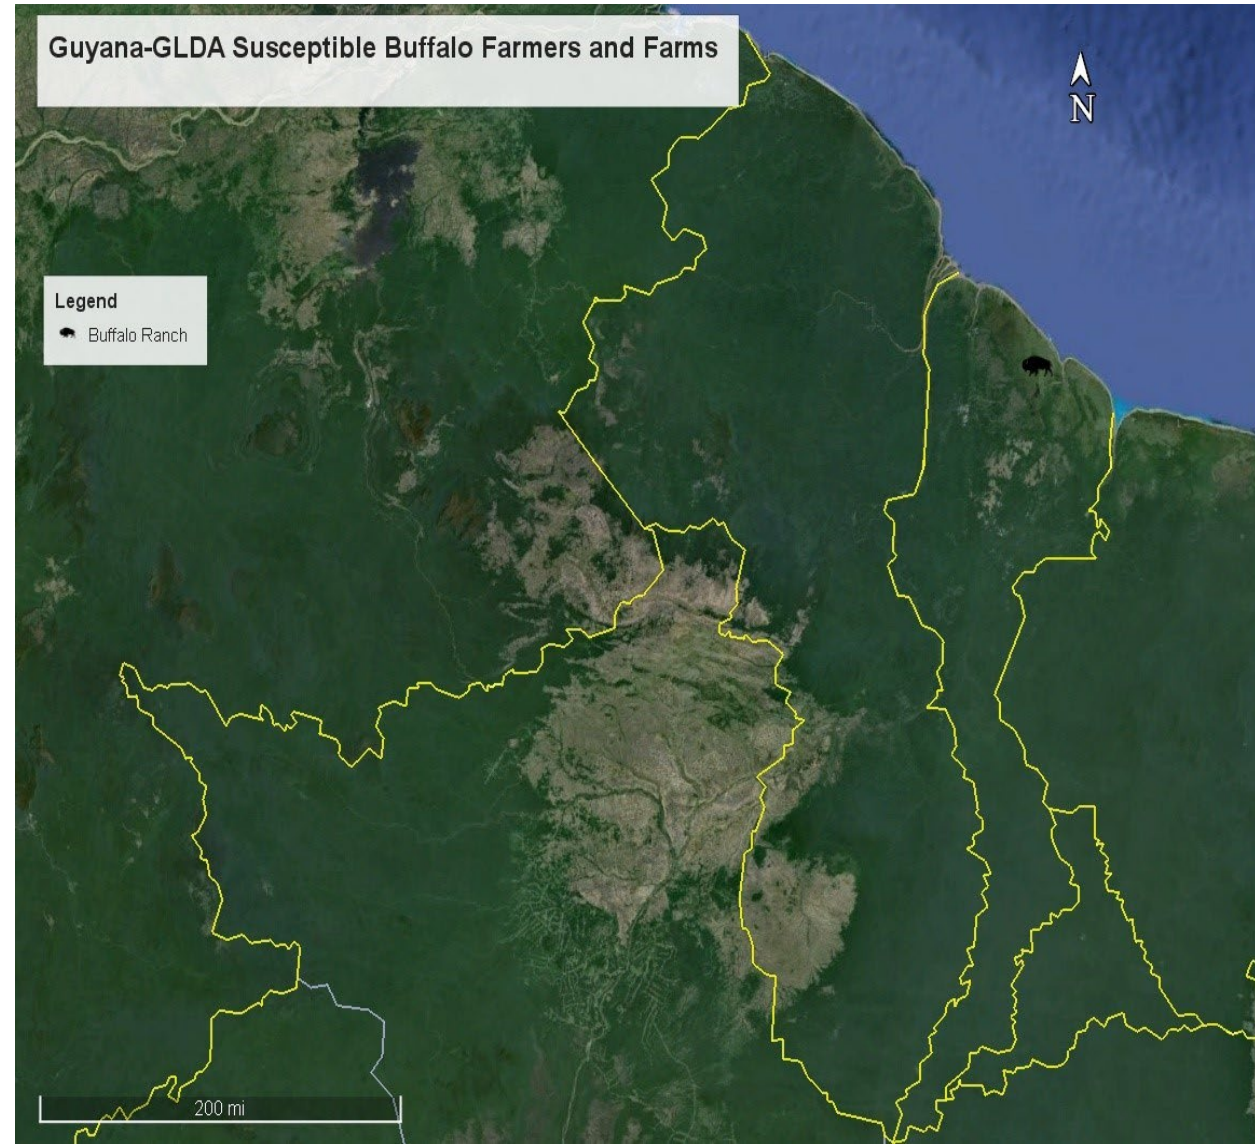 Guyana-GLDA Susceptible Buffalo Farmers and Farms
N
Legend
Buffalo Ranch
200 mi